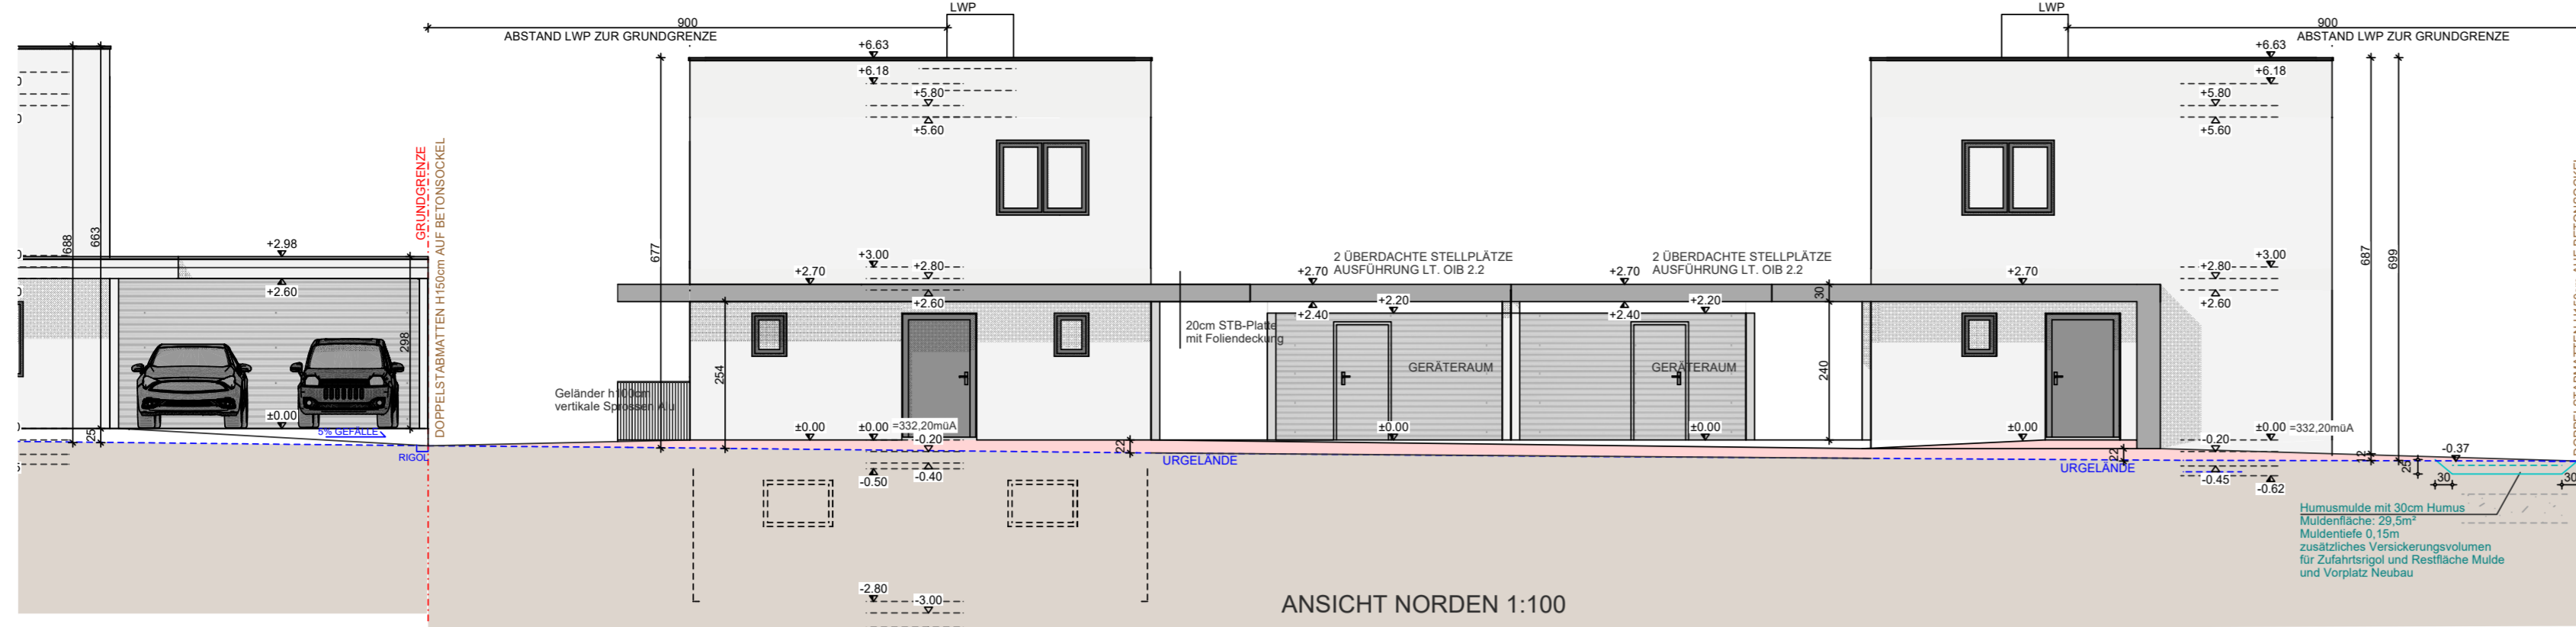 LWP
900
ABSTAND LWP ZUR GRUNDGRENZE
LWP
900
ABSTAND LWP ZUR GRUNDGRENZE
688
663
+2.98
+2.60
298
±0.00
25
5% GEFÄLLE
RIGOL
GRUNDGRENZE
DOPPELSTABMATTEN H150cm AUF BETONSOCKEL
677
+6.63
+6.18
+5.80
+5.60
+2.70
+3.00
+2.80
+2.60
254
Geländer h100cm
vertikale Sprossen Alu
±0.00
±0.00 =332,20müA
-0.20
-0.40
-0.50
22
-2.80
-3.00
20cm STB-Platte
mit Foliendeckung
2 ÜBERDACHTE STELLPLÄTZE
AUSFÜHRUNG LT. OIB 2.2
+2.70
+2.40
+2.20
GERÄTERAUM
±0.00
2 ÜBERDACHTE STELLPLÄTZE
AUSFÜHRUNG LT. OIB 2.2
+2.70
+2.40
+2.20
GERÄTERAUM
±0.00
30
240
URGELÄNDE
+6.63
+6.18
+5.80
+5.60
+2.70
+3.00
+2.80
+2.60
±0.00
±0.00 =332,20müA
-0.20
-0.45
-0.62
22
URGELÄNDE
687
699
12
25
-0.37
30
30
Humusmulde mit 30cm Humus
Muldenfläche: 29,5m²
Muldentiefe 0,15m
zusätzliches Versickerungsvolumen
für Zufahrtsrigol und Restfläche Mulde
und Vorplatz Neubau
ANSICHT NORDEN 1:100